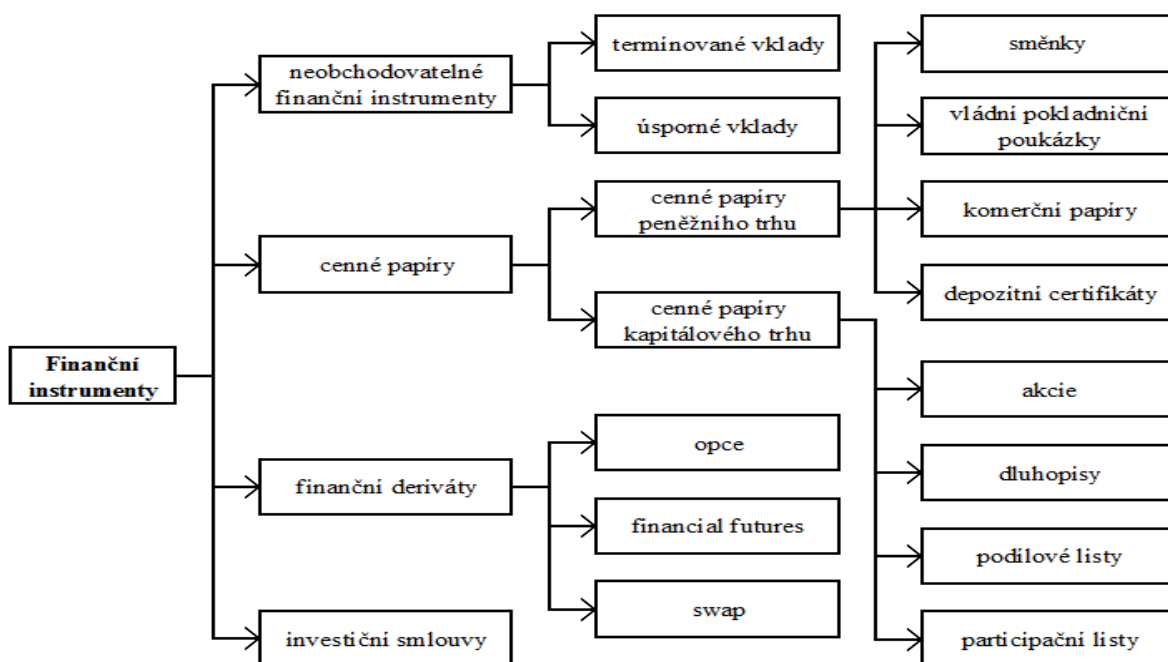 Finanční
instrumenty
neobchodovatelné
finanční instrumenty
cenné papíry
finanční deriváty
investiční smlouvy
termínované vklady
úsporné vklady
cenné papíry
peněžního trhu
cenné papíry
kapitálového trhu
opce
financial futures
swap
směnky
vládní pokladniční
poukázky
komerční papíry
depozitní certifikáty
akcie
dluhopisy
podílové listy
participační listy